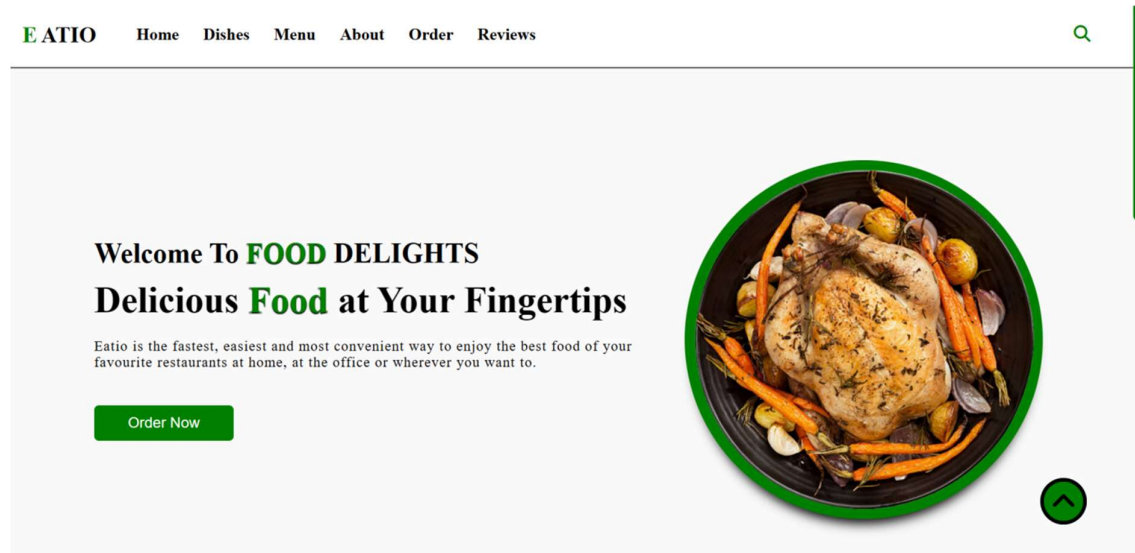 E ATIO Home Dishes Menu About Order Reviews
Welcome To FOOD DELIGHTS
Delicious Food at Your Fingertips
Eatio is the fastest, easiest and most convenient way to enjoy the best food of your
favourite restaurants at home, at the office or wherever you want to.
Order Now